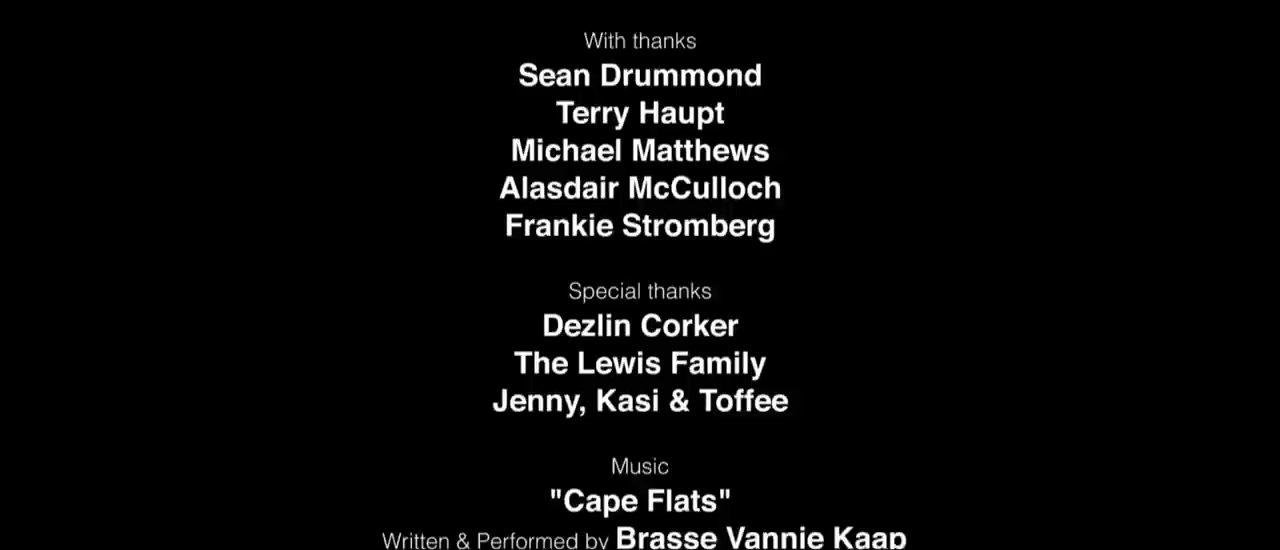 With thanks
Sean Drummond
Terry Haupt
Michael Matthews
Alasdair McCulloch
Frankie Stromberg
Special thanks
Dezlin Corker
The Lewis Family
Jenny, Kasi & Toffee
Music
"Cape Flats"
Written & Performed by Brasse Vannie Kaap